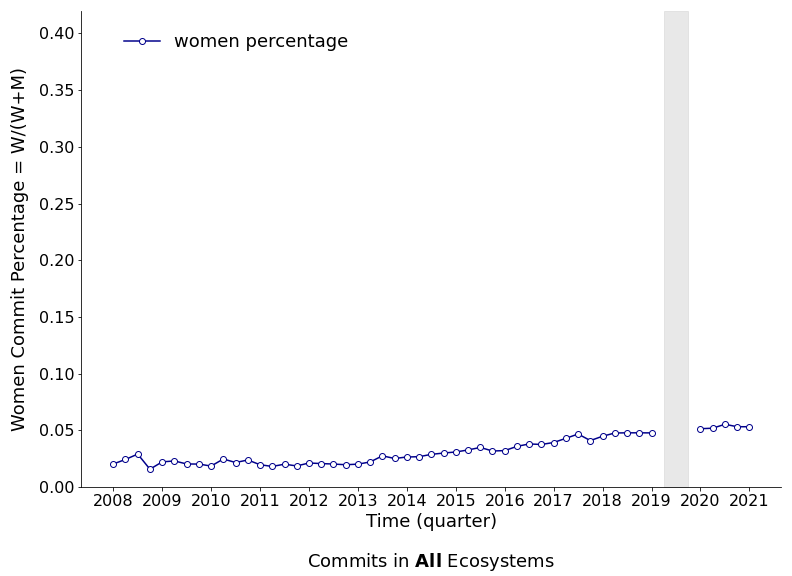 women percentage
0.40
0.35
0.30
0.25
0.20
0.15
0.10
0.05
0.00
Women Commit Percentage = W/(W+M)
2008 2009 2010 2011 2012 2013 2014 2015 2016 2017 2018 2019 2020 2021
Time (quarter)
Commits in All Ecosystems